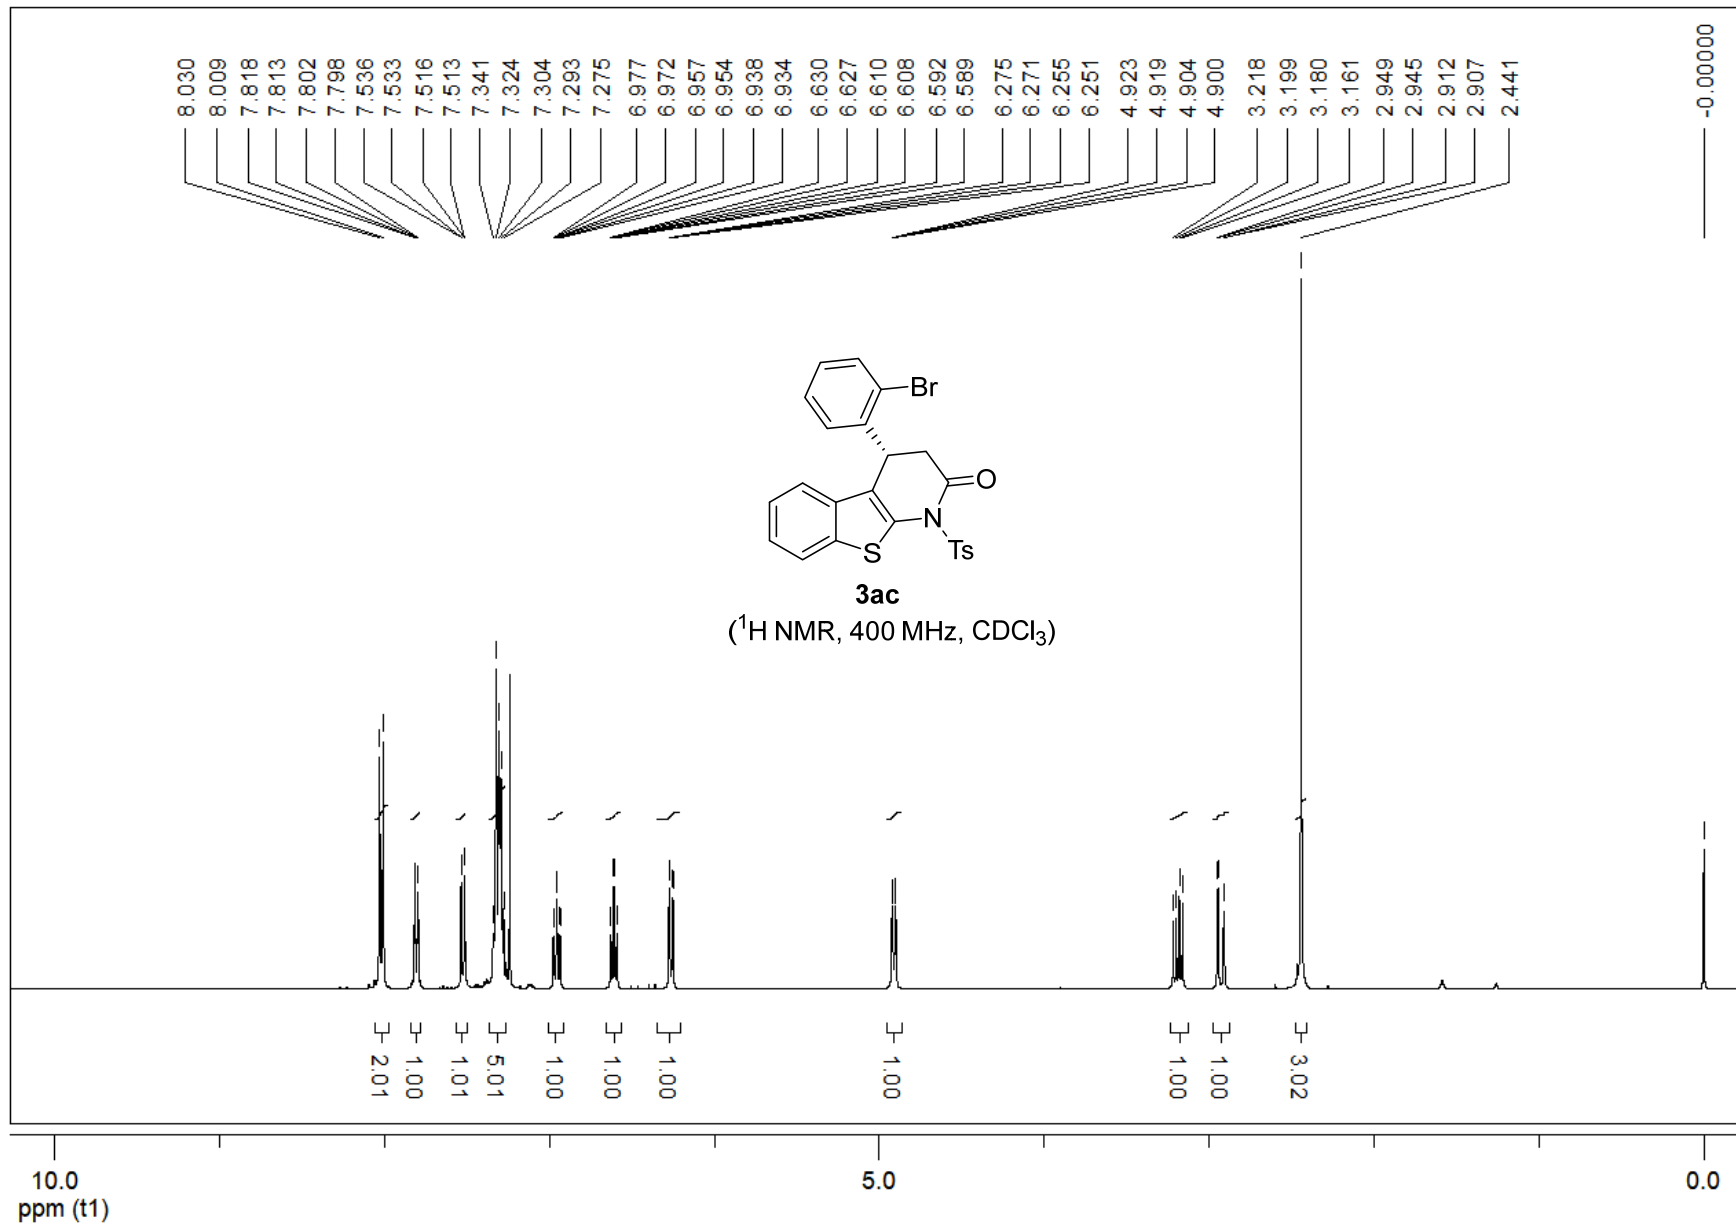 8.030 8.009 7.818 7.813 7.802 7.798 7.536 7.533 7.516 7.513 7.341 7.324 7.304 7.293 7.275 6.977 6.972 6.957 6.954 6.938 6.934 6.630 6.627 6.610 6.608 6.592 6.589 6.275 6.271 6.255 6.251 4.923 4.919 4.904 4.900 3.218 3.199 3.180 3.161 2.949 2.945 2.912 2.907 2.441 -0.00000
Br
O
N
S
Ts
3ac
(¹H NMR, 400 MHz, CDCl₃)
2.01 1.00 1.01 5.01 1.00 1.00 1.00 1.00 1.00 1.00 3.02
10.0 5.0 0.0
ppm (t1)